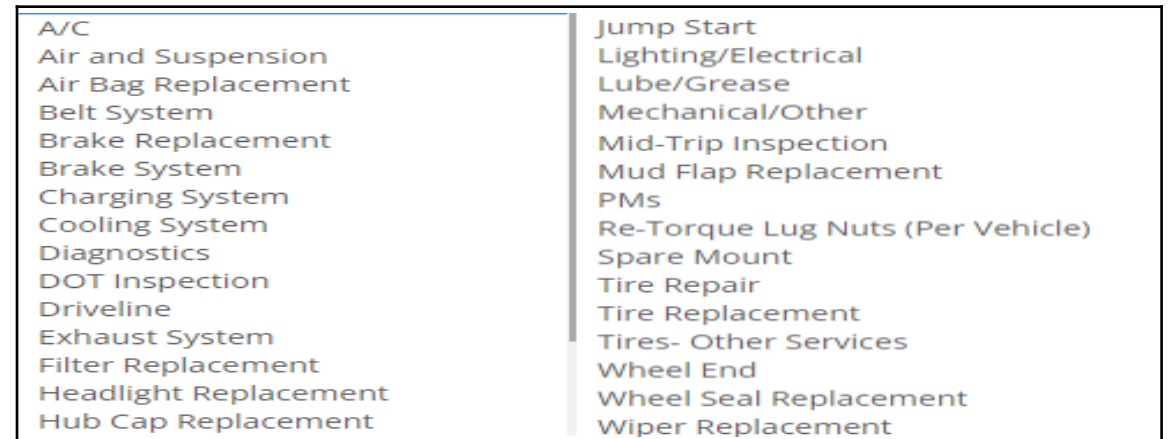 A/C
Air and Suspension
Air Bag Replacement
Belt System
Brake Replacement
Brake System
Charging System
Cooling System
Diagnostics
DOT Inspection
Driveline
Exhaust System
Filter Replacement
Headlight Replacement
Hub Cap Replacement
Jump Start
Lighting/Electrical
Lube/Grease
Mechanical/Other
Mid-Trip Inspection
Mud Flap Replacement
PMs
Re-Torque Lug Nuts (Per Vehicle)
Spare Mount
Tire Repair
Tire Replacement
Tires- Other Services
Wheel End
Wheel Seal Replacement
Wiper Replacement